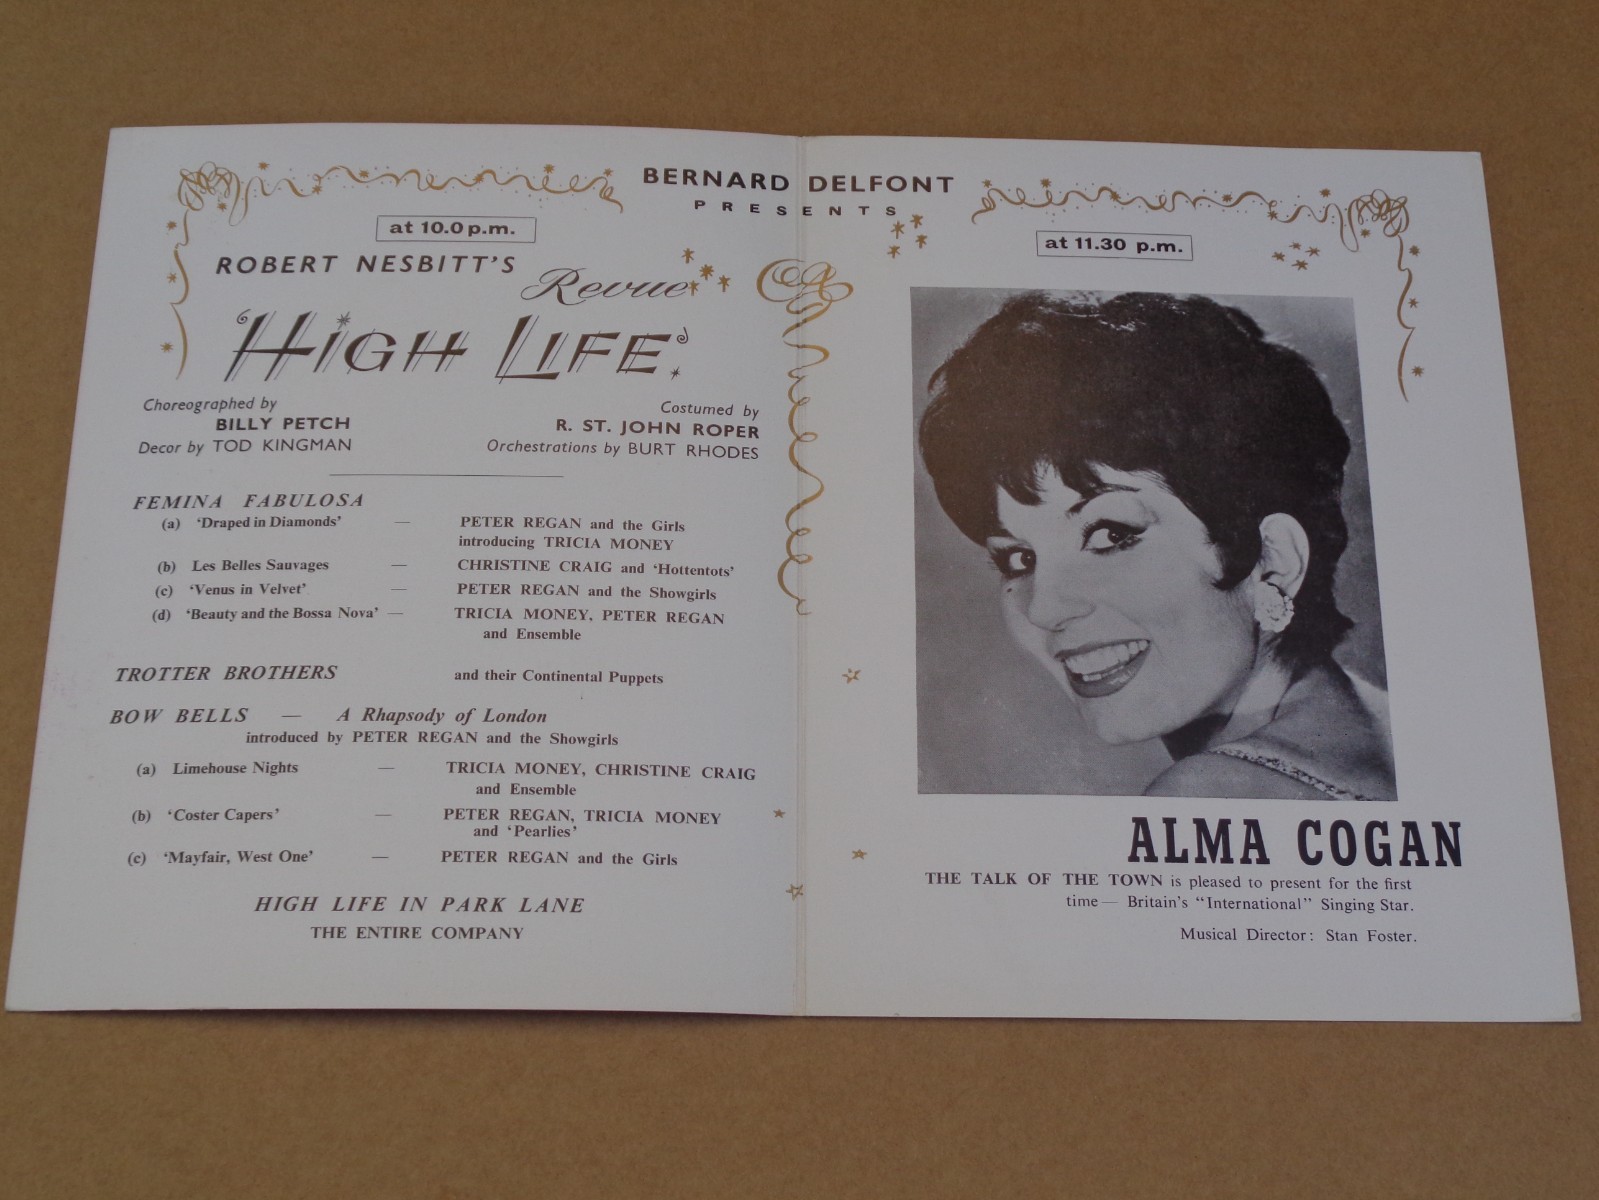 BERNARD DELFONT
PRESENTS
at 10.0 p.m.
ROBERT NESBITT'S
Revue
'HIGH LIFE'
Choreographed by
BILLY PETCH
Decor by TOD KINGMAN
Costumed by
R. ST. JOHN ROPER
Orchestrations by BURT RHODES
FEMINA FABULOSA
(a) 'Draped in Diamonds' — PETER REGAN and the Girls
introducing TRICIA MONEY
(b) Les Belles Sauvages — CHRISTINE CRAIG and 'Hottentots'
(c) 'Venus in Velvet' — PETER REGAN and the Showgirls
(d) 'Beauty and the Bossa Nova' — TRICIA MONEY, PETER REGAN
and Ensemble
TROTTER BROTHERS and their Continental Puppets
BOW BELLS — A Rhapsody of London
introduced by PETER REGAN and the Showgirls
(a) Limehouse Nights — TRICIA MONEY, CHRISTINE CRAIG
and Ensemble
(b) 'Coster Capers' — PETER REGAN, TRICIA MONEY
and 'Pearlies'
(c) 'Mayfair, West One' — PETER REGAN and the Girls
HIGH LIFE IN PARK LANE
THE ENTIRE COMPANY
at 11.30 p.m.
ALMA COGAN
THE TALK OF THE TOWN is pleased to present for the first
time — Britain's "International" Singing Star.
Musical Director: Stan Foster.